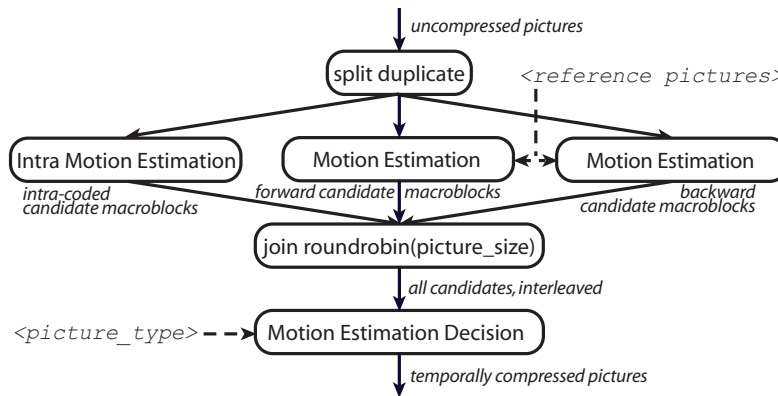 uncompressed pictures
split duplicate
<reference pictures>
Intra Motion Estimation
Motion Estimation
Motion Estimation
intra-coded
candidate macroblocks
forward candidate macroblocks
backward
candidate macroblocks
join roundrobin(picture_size)
all candidates, interleaved
<picture_type>
Motion Estimation Decision
temporally compressed pictures